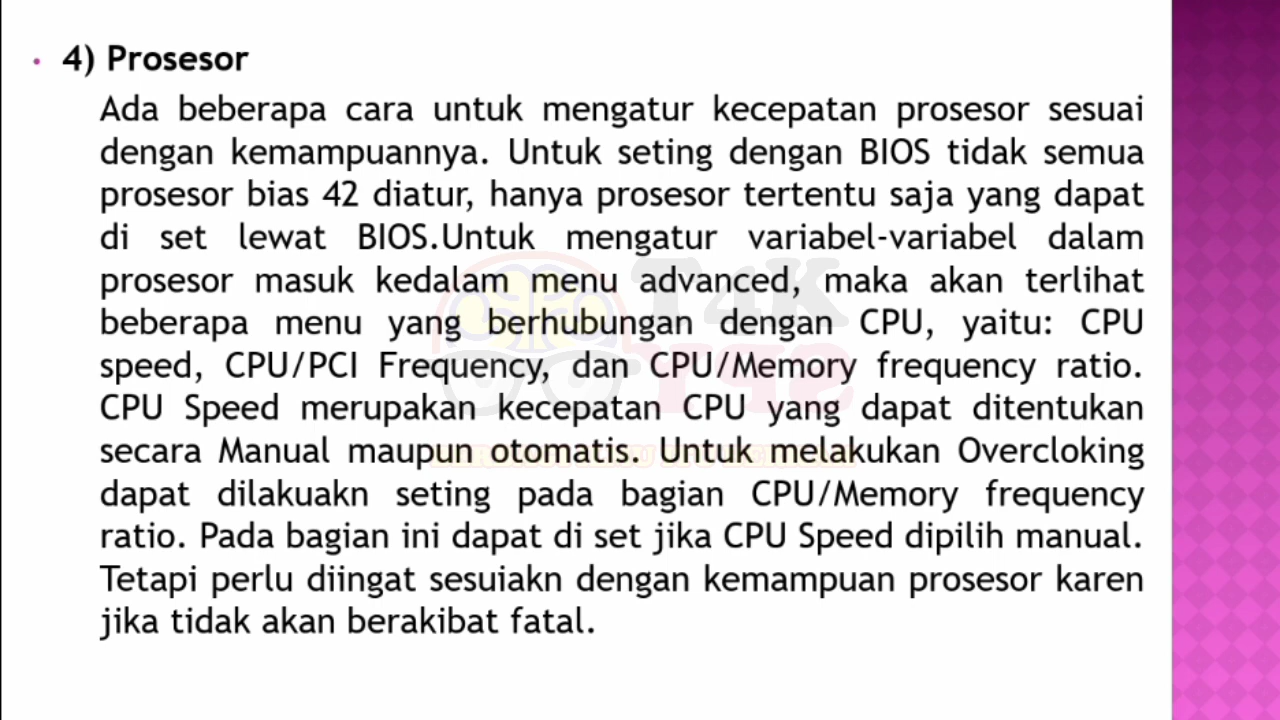 4) Prosesor
Ada beberapa cara untuk mengatur kecepatan prosesor sesuai
dengan kemampuannya. Untuk seting dengan BIOS tidak semua
prosesor bias 42 diatur, hanya prosesor tertentu saja yang dapat
di set lewat BIOS.Untuk mengatur variabel-variabel dalam
prosesor masuk kedalam menu advanced, maka akan terlihat
beberapa menu yang berhubungan dengan CPU, yaitu: CPU
speed, CPU/PCI Frequency, dan CPU/Memory frequency ratio.
CPU Speed merupakan kecepatan CPU yang dapat ditentukan
secara Manual maupun otomatis. Untuk melakukan Overcloking
dapat dilakuakn seting pada bagian CPU/Memory frequency
ratio. Pada bagian ini dapat di set jika CPU Speed dipilih manual.
Tetapi perlu diingat sesuiakn dengan kemampuan prosesor karen
jika tidak akan berakibat fatal.